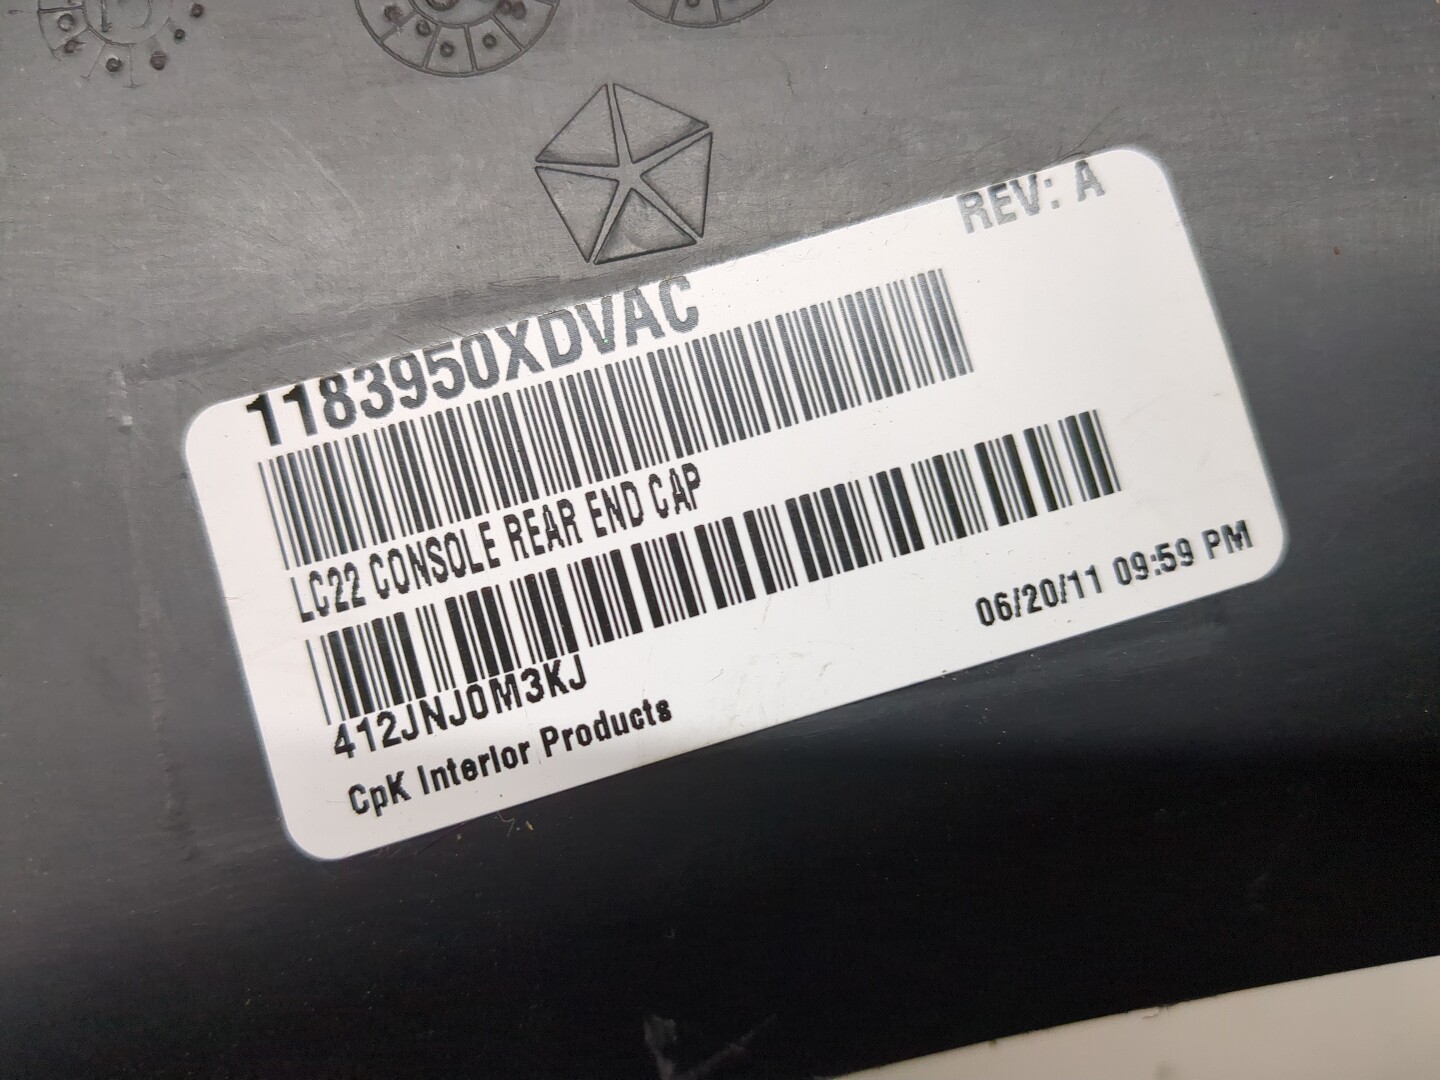 REV: A
1183950XDVAC
LC22 CONSOLE REAR END CAP
412JNJ0M3KJ
06/20/11 09:59 PM
CpK Interior Products